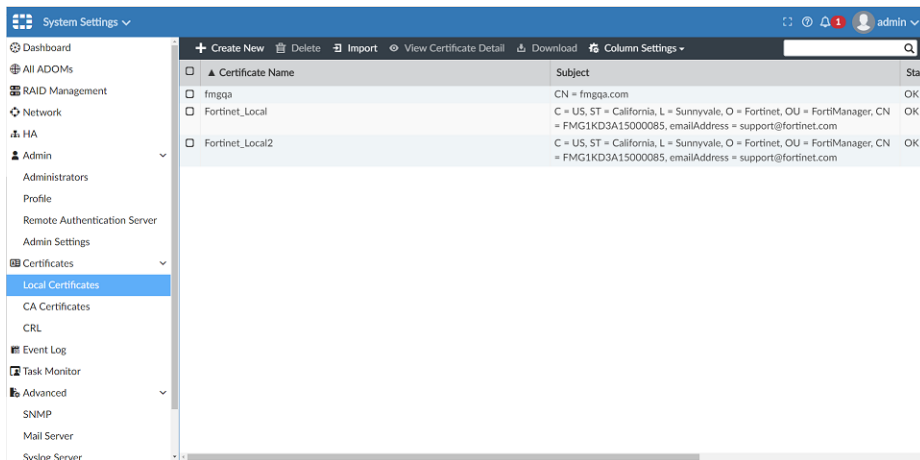 System Settings
1
admin
Dashboard
All ADOMs
RAID Management
Network
HA
Admin
Administrators
Profile
Remote Authentication Server
Admin Settings
Certificates
Local Certificates
CA Certificates
CRL
Event Log
Task Monitor
Advanced
SNMP
Mail Server
Syslog Server
Create New Delete Import View Certificate Detail Download Column Settings
Certificate Name Subject Sta
fmgqa CN = fmgqa.com OK
Fortinet_Local C = US, ST = California, L = Sunnyvale, O = Fortinet, OU = FortiManager, CN OK
= FMG1KD3A15000085, emailAddress = support@fortinet.com
Fortinet_Local2 C = US, ST = California, L = Sunnyvale, O = Fortinet, OU = FortiManager, CN OK
= FMG1KD3A15000085, emailAddress = support@fortinet.com